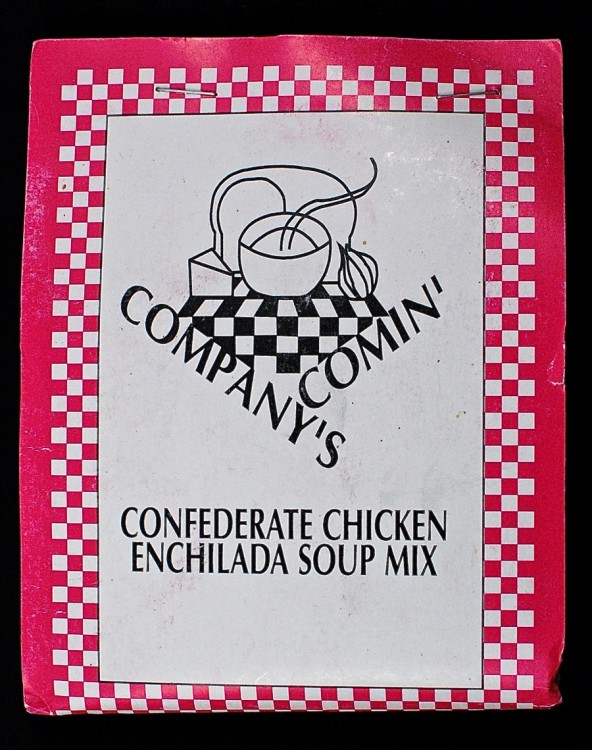 COMPANY'S
COMIN'
CONFEDERATE CHICKEN
ENCHILADA SOUP MIX